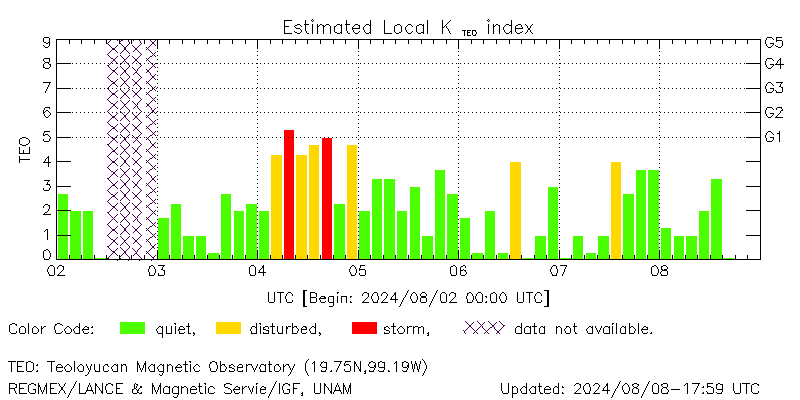 Estimated Local K TEO index
9 G5
8 G4
7 G3
6 G2
5 G1
4
3
2
1
0
TEO
02 03 04 05 06 07 08
UTC [Begin: 2024/08/02 00:00 UTC]
Color Code: quiet, disturbed, storm, data not available.
TEO: Teoloyucan Magnetic Observatory (19.75N,99.19W)
REGMEX/LANCE & Magnetic Servie/IGF, UNAM Updated: 2024/08/08-17:59 UTC